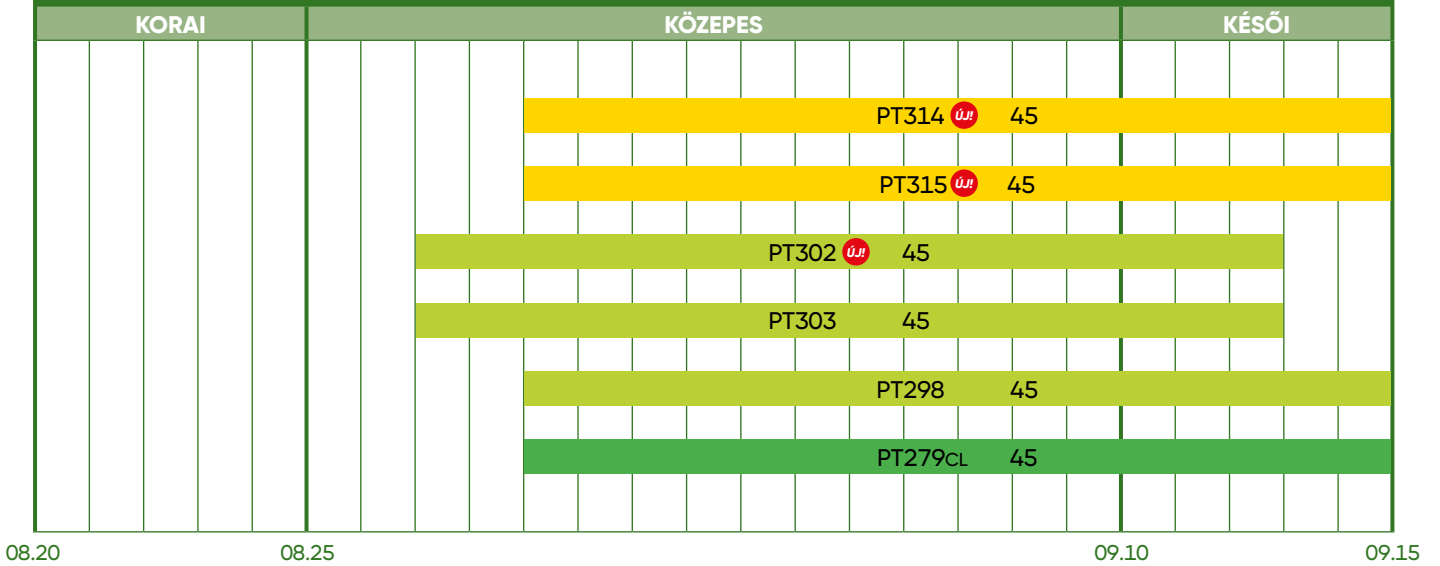 KORAI KÖZEPES KÉSŐI
PT314 ÚJ! 45
PT315 ÚJ! 45
PT302 ÚJ! 45
PT303 45
PT298 45
PT279CL 45
08.20 08.25 09.10 09.15